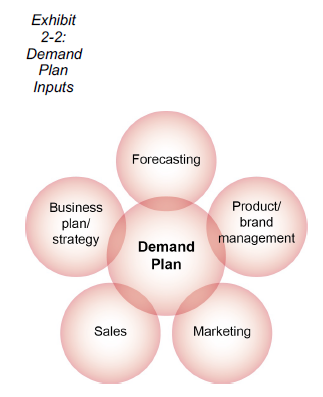 Exhibit
2-2:
Demand
Plan
Inputs
Forecasting
Business
plan/
strategy
Product/
brand
management
Demand
Plan
Sales
Marketing